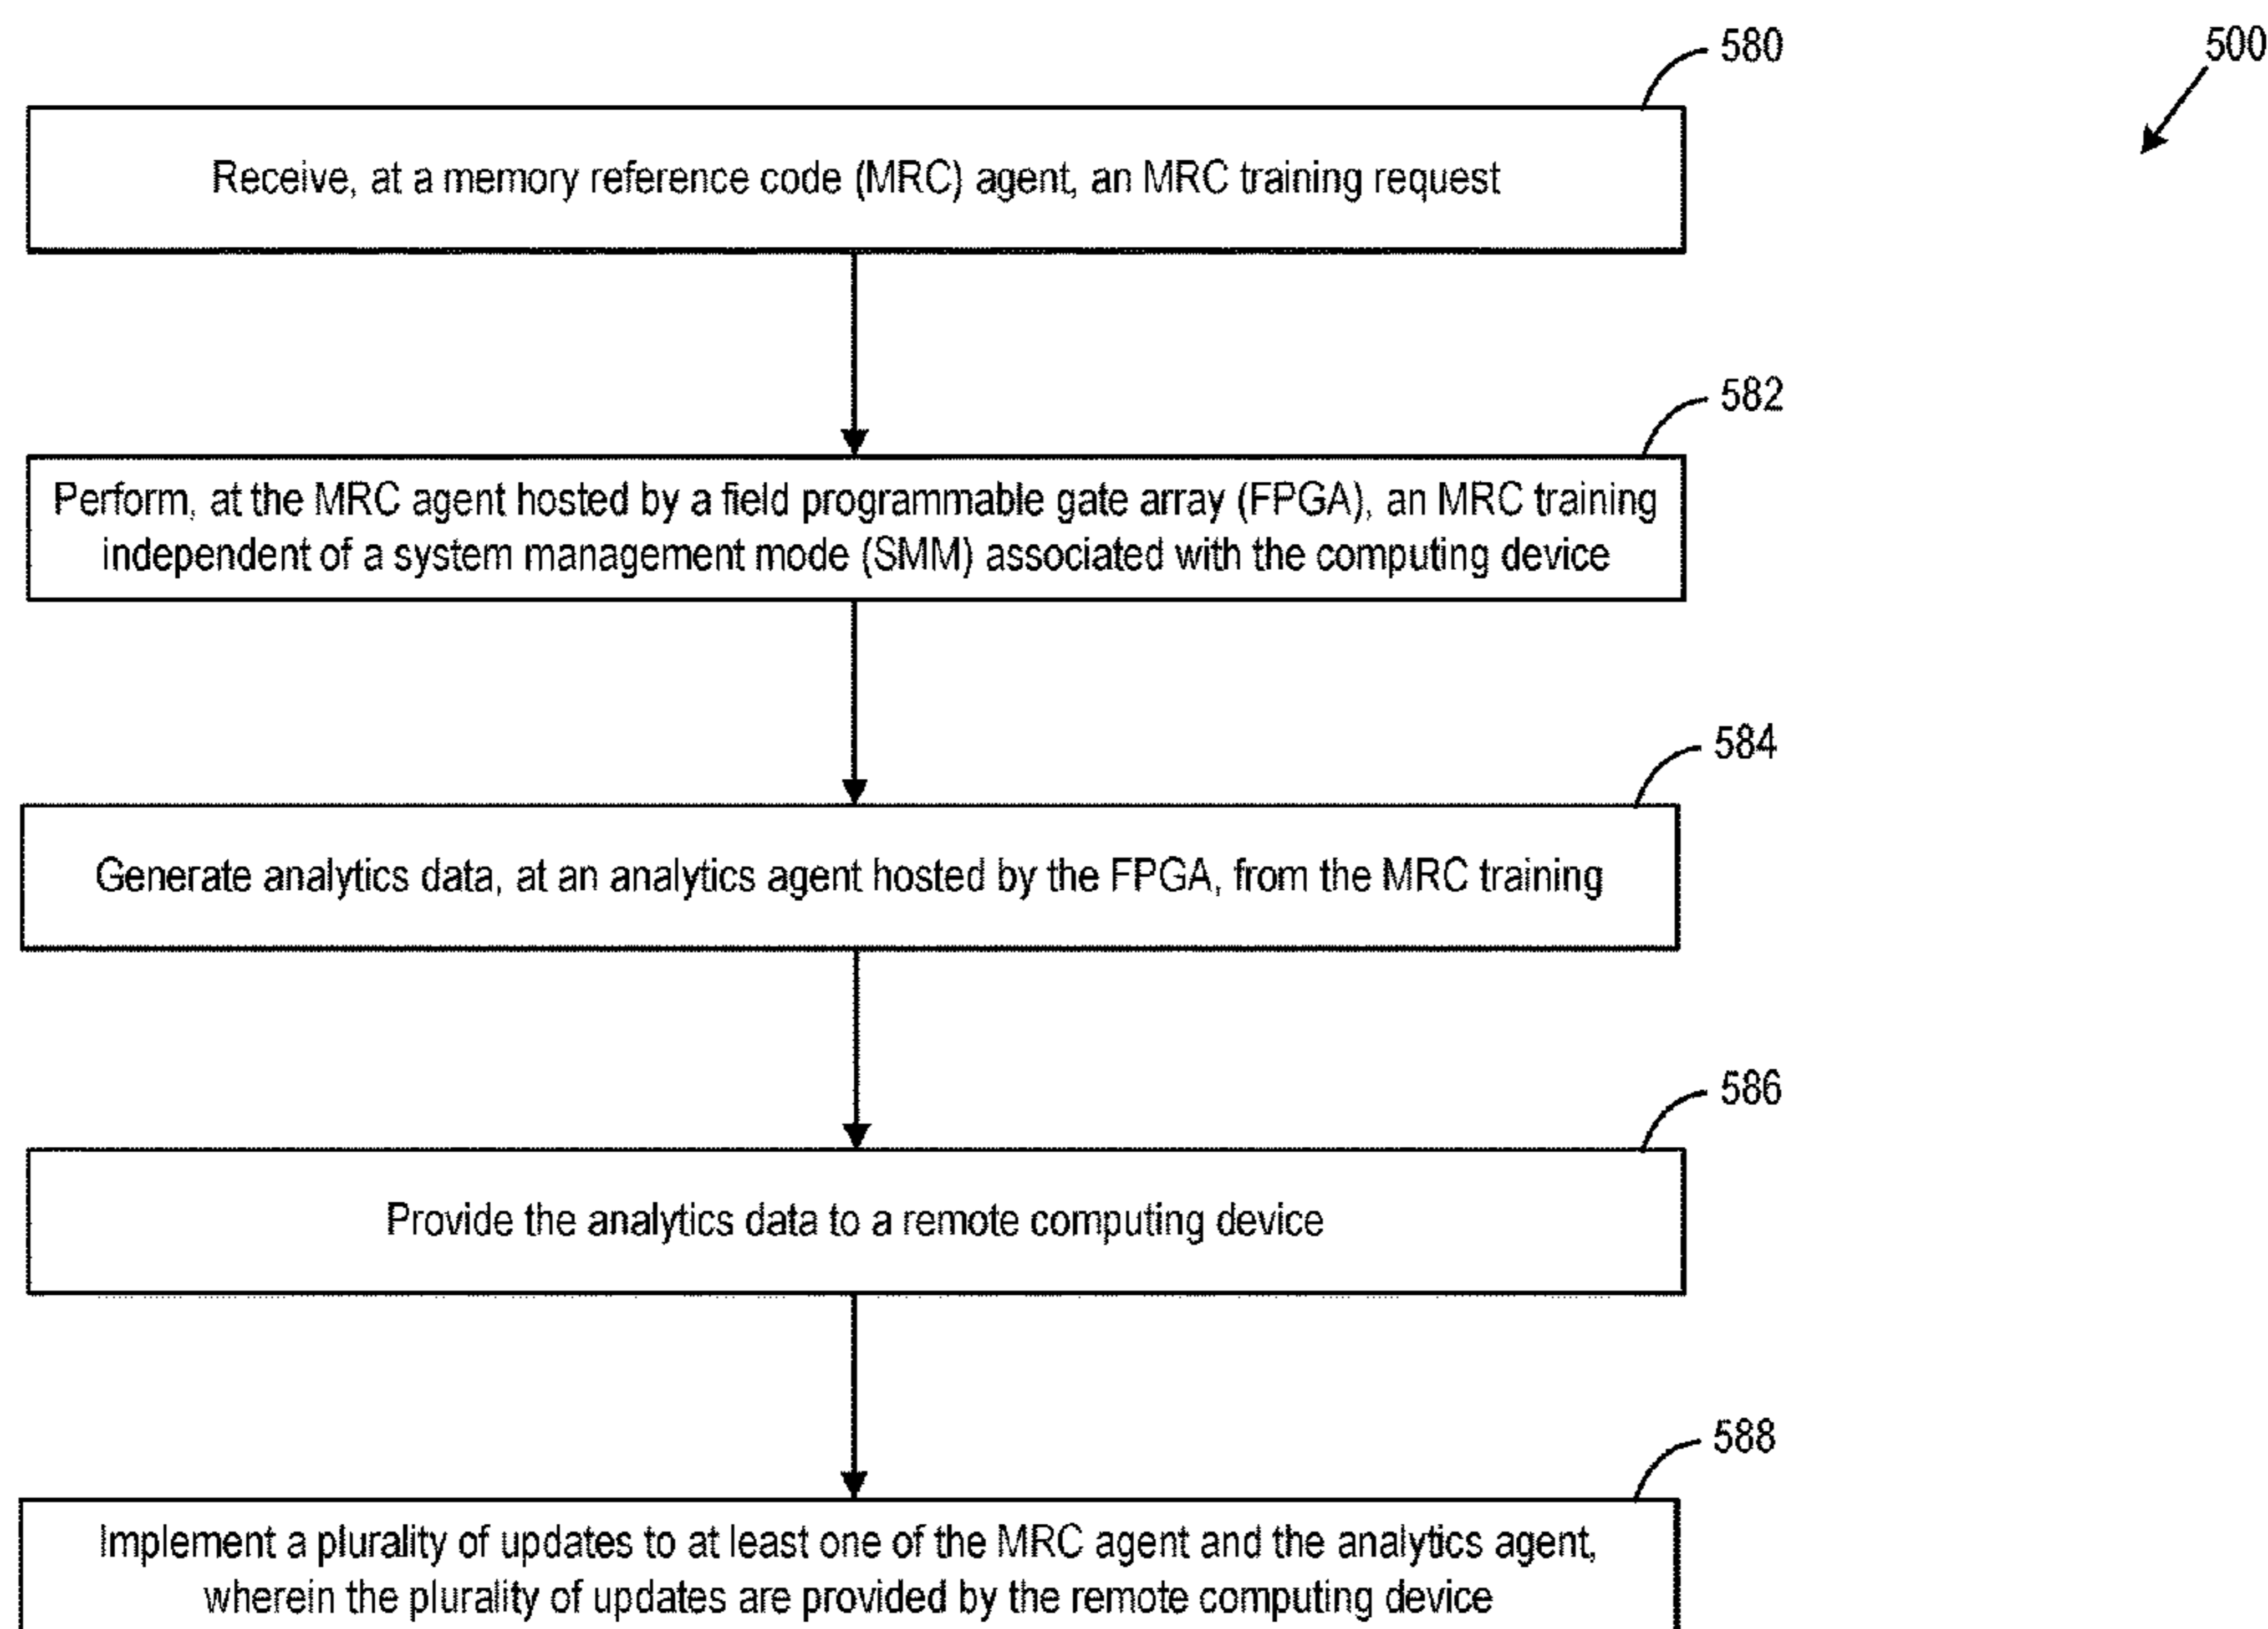 580
500
Receive, at a memory reference code (MRC) agent, an MRC training request
582
Perform, at the MRC agent hosted by a field programmable gate array (FPGA), an MRC training
independent of a system management mode (SMM) associated with the computing device
584
Generate analytics data, at an analytics agent hosted by the FPGA, from the MRC training
586
Provide the analytics data to a remote computing device
588
Implement a plurality of updates to at least one of the MRC agent and the analytics agent,
wherein the plurality of updates are provided by the remote computing device